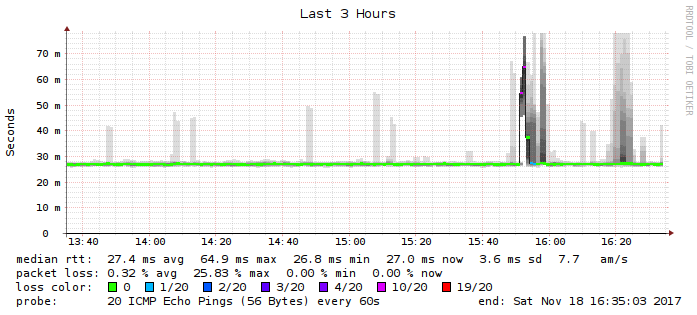 Last 3 Hours
RRDTOOL / TOBI OETIKER
Seconds
70 m
60 m
50 m
40 m
30 m
20 m
10 m
0
13:40 14:00 14:20 14:40 15:00 15:20 15:40 16:00 16:20
median rtt: 27.4 ms avg 64.9 ms max 26.8 ms min 27.0 ms now 3.6 ms sd 7.7 am/s
packet loss: 0.32 % avg 25.83 % max 0.00 % min 0.00 % now
loss color: 0 1/20 2/20 3/20 4/20 10/20 19/20
probe: 20 ICMP Echo Pings (56 Bytes) every 60s end: Sat Nov 18 16:35:03 2017